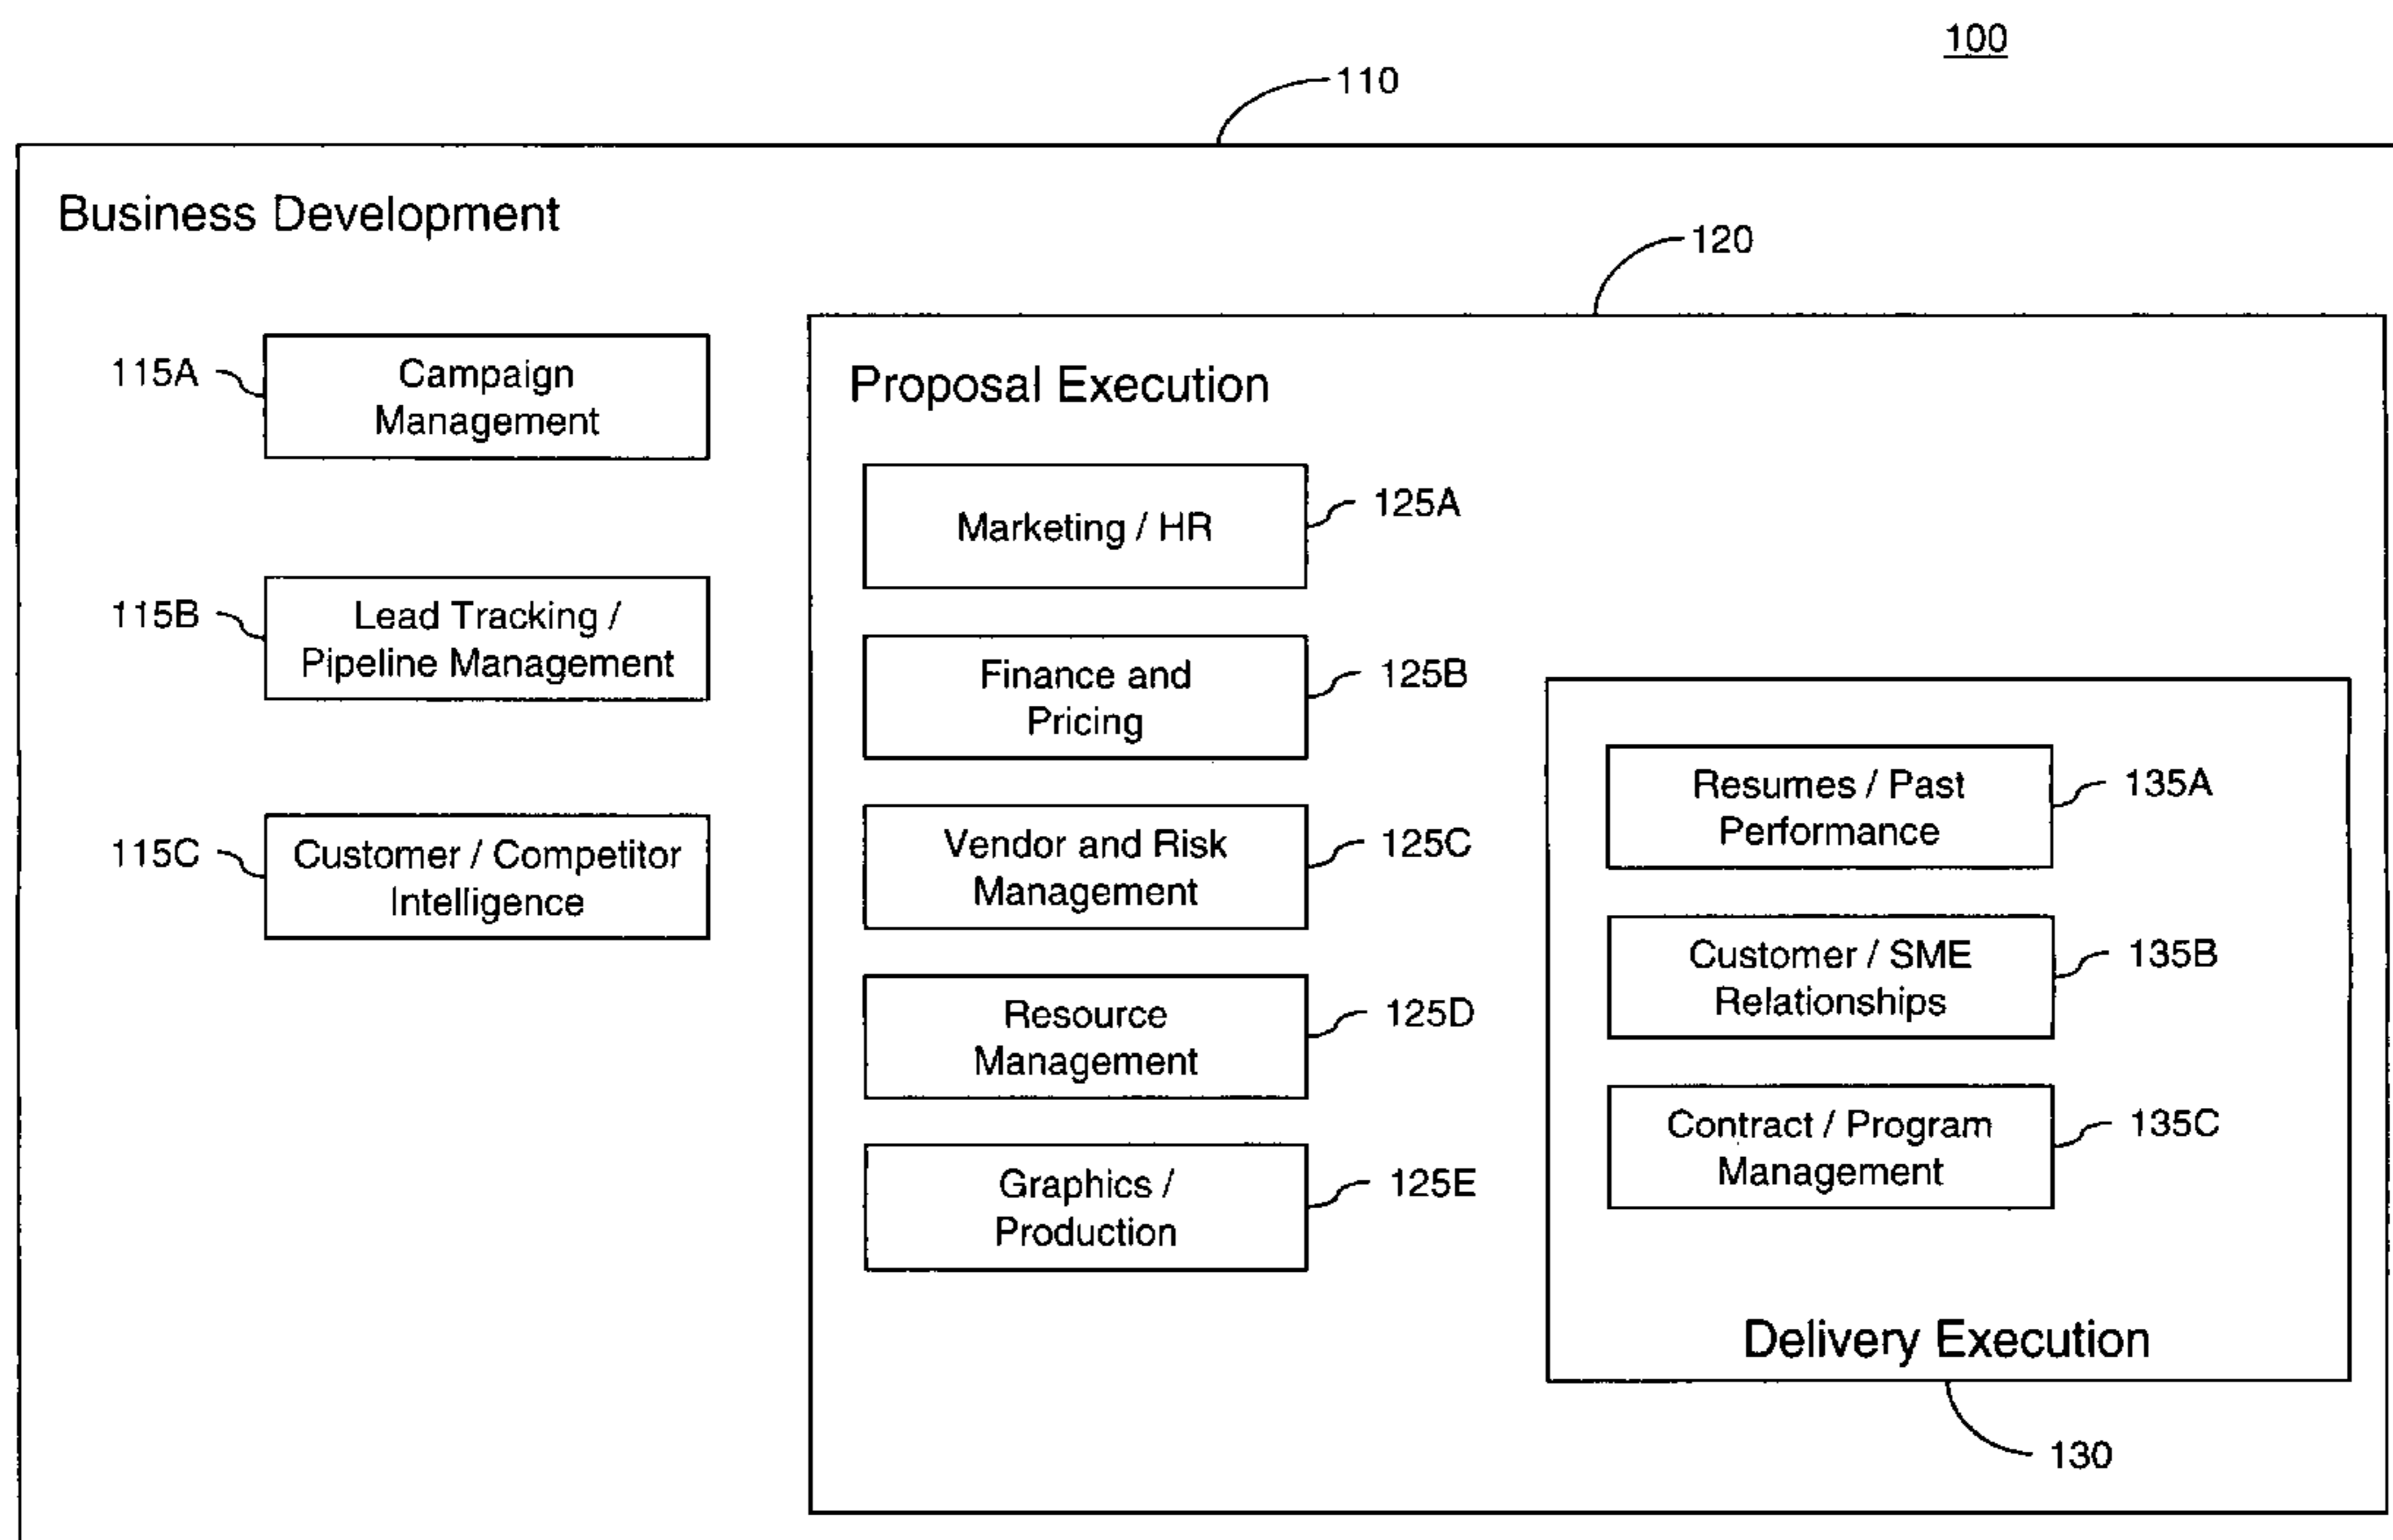 100
110
Business Development
120
115A
Campaign
Management
Proposal Execution
Marketing / HR
125A
115B
Lead Tracking /
Pipeline Management
Finance and
Pricing
125B
Resumes / Past
Performance
135A
115C
Customer / Competitor
Intelligence
Vendor and Risk
Management
125C
Customer / SME
Relationships
135B
Resource
Management
125D
Contract / Program
Management
135C
Graphics /
Production
125E
Delivery Execution
130